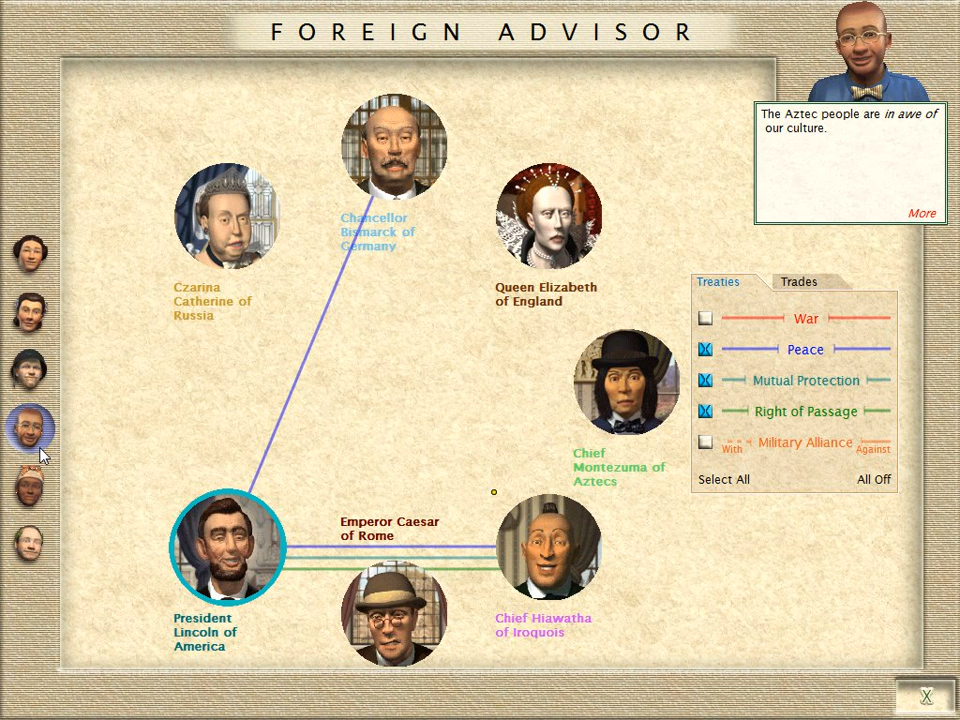 FOREIGN ADVISOR
The Aztec people are in awe of
our culture.
More
Chancellor
Bismarck of
Germany
Czarina
Catherine of
Russia
Queen Elizabeth
of England
Treaties
Trades
War
Peace
Mutual Protection
Right of Passage
Military Alliance
With
Against
Select All
All Off
Chief
Montezuma of
Aztecs
Emperor Caesar
of Rome
President
Lincoln of
America
Chief Hiawatha
of Iroquois
X